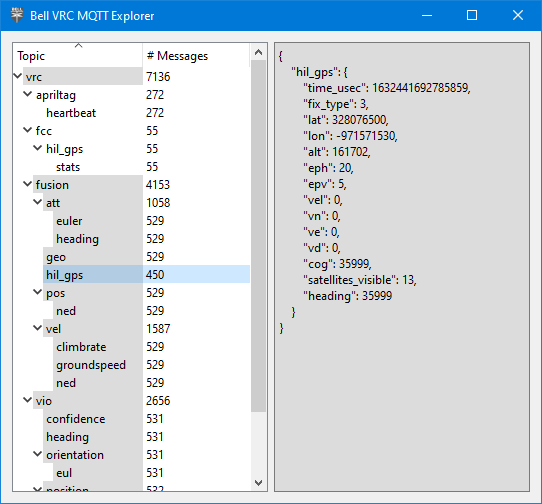 Bell VRC MQTT Explorer
Topic # Messages
vrc 7136
apriltag 272
heartbeat 272
fcc 55
hil_gps 55
stats 55
fusion 4153
att 1058
euler 529
heading 529
geo 529
hil_gps 450
pos 529
ned 529
vel 1587
climbrate 529
groundspeed 529
ned 529
vio 2656
confidence 531
heading 531
orientation 531
eul 531
position 532
{
"hil_gps": {
"time_usec": 1632441692785859,
"fix_type": 3,
"lat": 328076500,
"lon": -971571530,
"alt": 161702,
"eph": 20,
"epv": 5,
"vel": 0,
"vn": 0,
"ve": 0,
"vd": 0,
"cog": 35999,
"satellites_visible": 13,
"heading": 35999
}
}